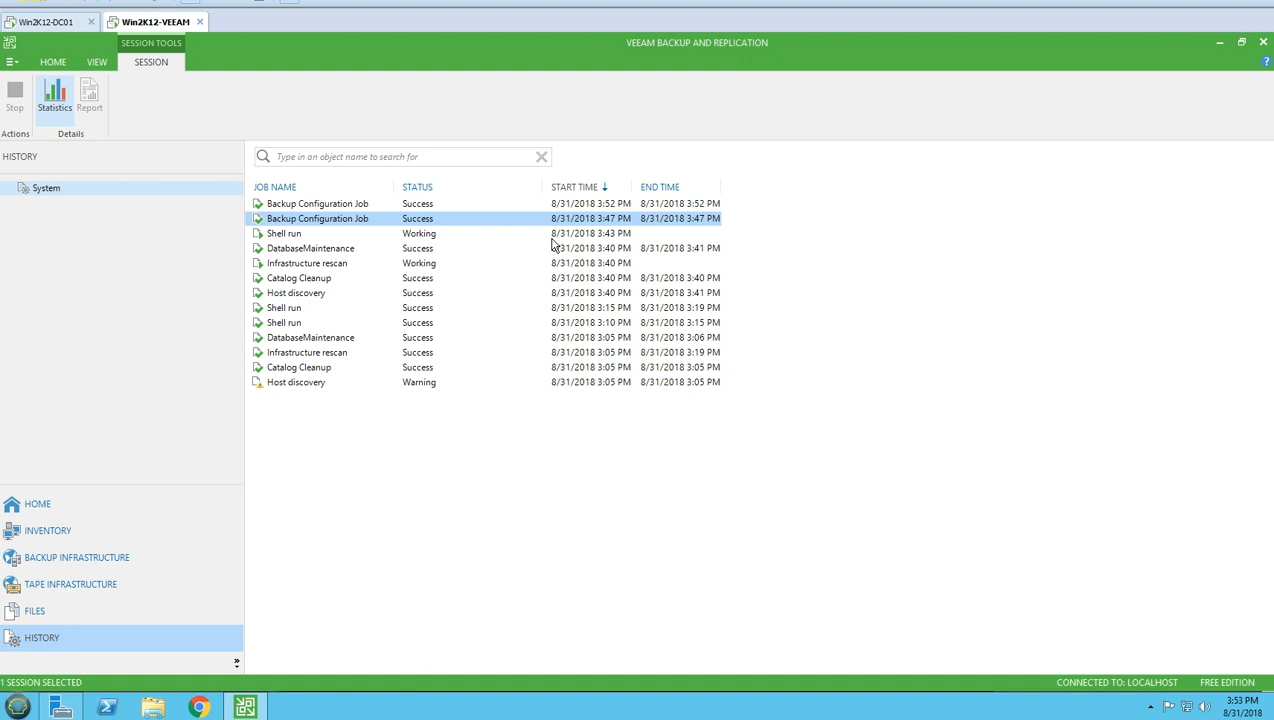 Win2K12-DC01
Win2K12-VEEAM
SESSION TOOLS
VEEAM BACKUP AND REPLICATION
HOME VIEW SESSION
Stop Statistics Report
Actions Details
HISTORY
Type in an object name to search for
System
JOB NAME STATUS START TIME END TIME
Backup Configuration Job Success 8/31/2018 3:52 PM 8/31/2018 3:52 PM
Backup Configuration Job Success 8/31/2018 3:47 PM 8/31/2018 3:47 PM
Shell run Working 8/31/2018 3:43 PM
DatabaseMaintenance Success 8/31/2018 3:40 PM 8/31/2018 3:41 PM
Infrastructure rescan Working 8/31/2018 3:40 PM
Catalog Cleanup Success 8/31/2018 3:40 PM 8/31/2018 3:40 PM
Host discovery Success 8/31/2018 3:40 PM 8/31/2018 3:41 PM
Shell run Success 8/31/2018 3:15 PM 8/31/2018 3:19 PM
Shell run Success 8/31/2018 3:10 PM 8/31/2018 3:15 PM
DatabaseMaintenance Success 8/31/2018 3:05 PM 8/31/2018 3:06 PM
Infrastructure rescan Success 8/31/2018 3:05 PM 8/31/2018 3:19 PM
Catalog Cleanup Success 8/31/2018 3:05 PM 8/31/2018 3:05 PM
Host discovery Warning 8/31/2018 3:05 PM 8/31/2018 3:05 PM
HOME
INVENTORY
BACKUP INFRASTRUCTURE
TAPE INFRASTRUCTURE
FILES
HISTORY
1 SESSION SELECTED
CONNECTED TO: LOCALHOST
FREE EDITION
3:53 PM
8/31/2018